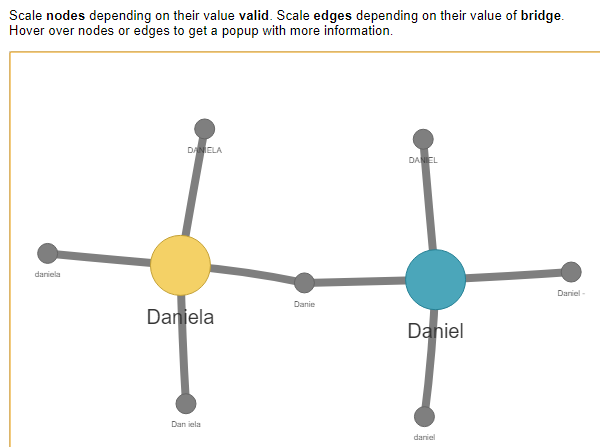 Scale nodes depending on their value valid. Scale edges depending on their value of bridge.
Hover over nodes or edges to get a popup with more information.
DANIELA
DANIEL
daniela
Danie
Daniel -
Daniela
Daniel
Dan iela
daniel